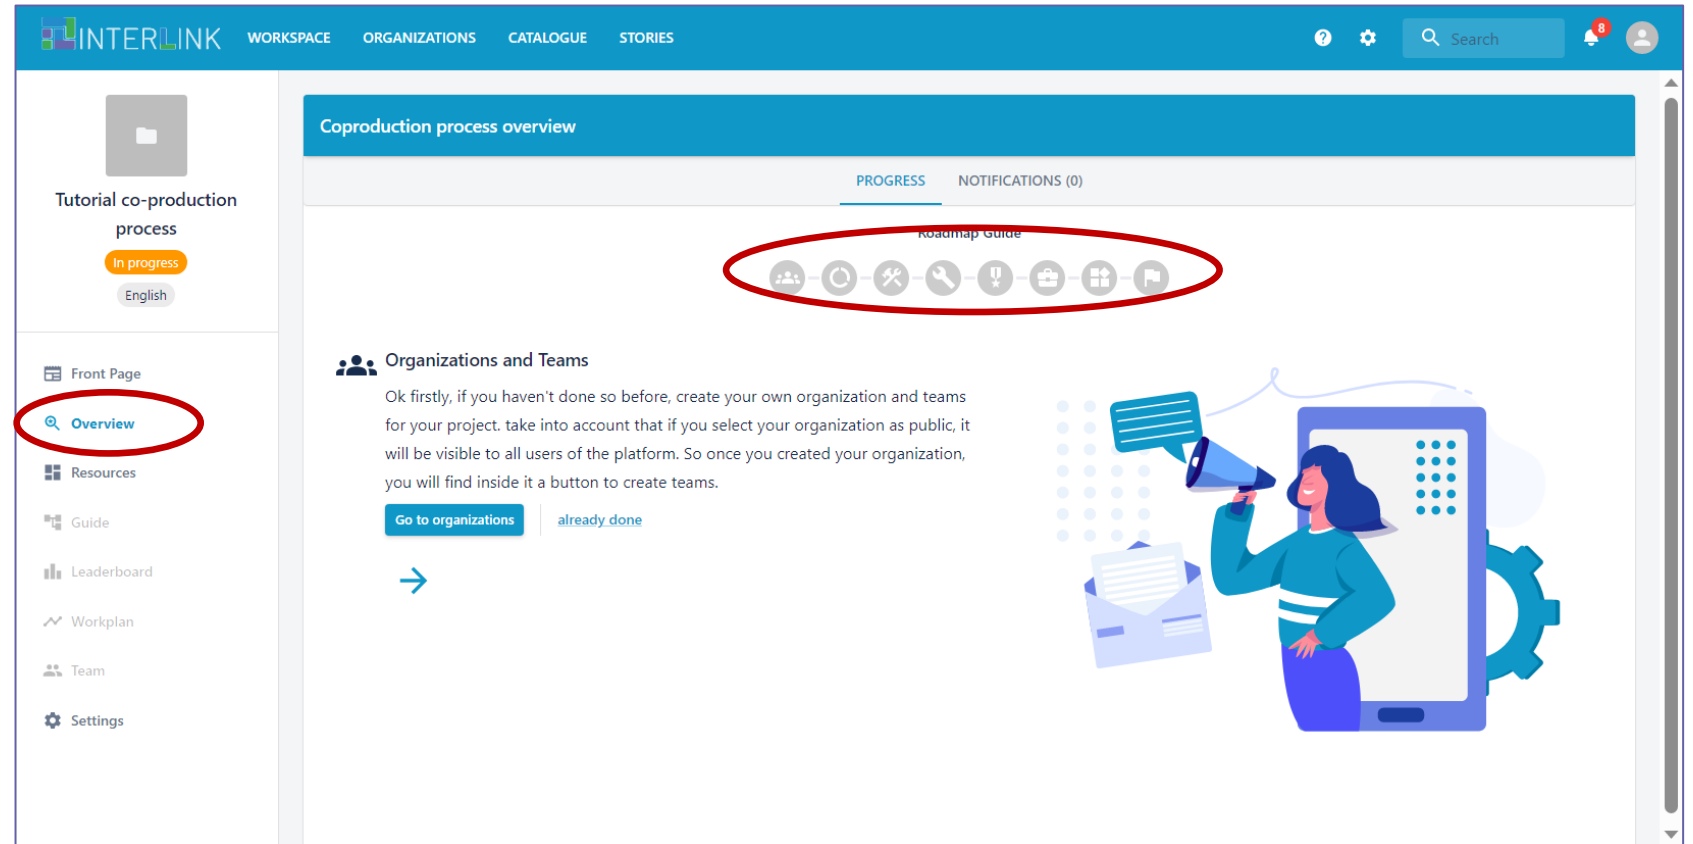 INTERLINK WORKSPACE ORGANIZATIONS CATALOGUE STORIES Search 8
Tutorial co-production
process
In progress
English
Front Page
Overview
Resources
Guide
Leaderboard
Workplan
Team
Settings
Coproduction process overview
PROGRESS NOTIFICATIONS (0)
Roadmap Guide
Organizations and Teams
Ok firstly, if you haven't done so before, create your own organization and teams
for your project. take into account that if you select your organization as public, it
will be visible to all users of the platform. So once you created your organization,
you will find inside it a button to create teams.
Go to organizations already done